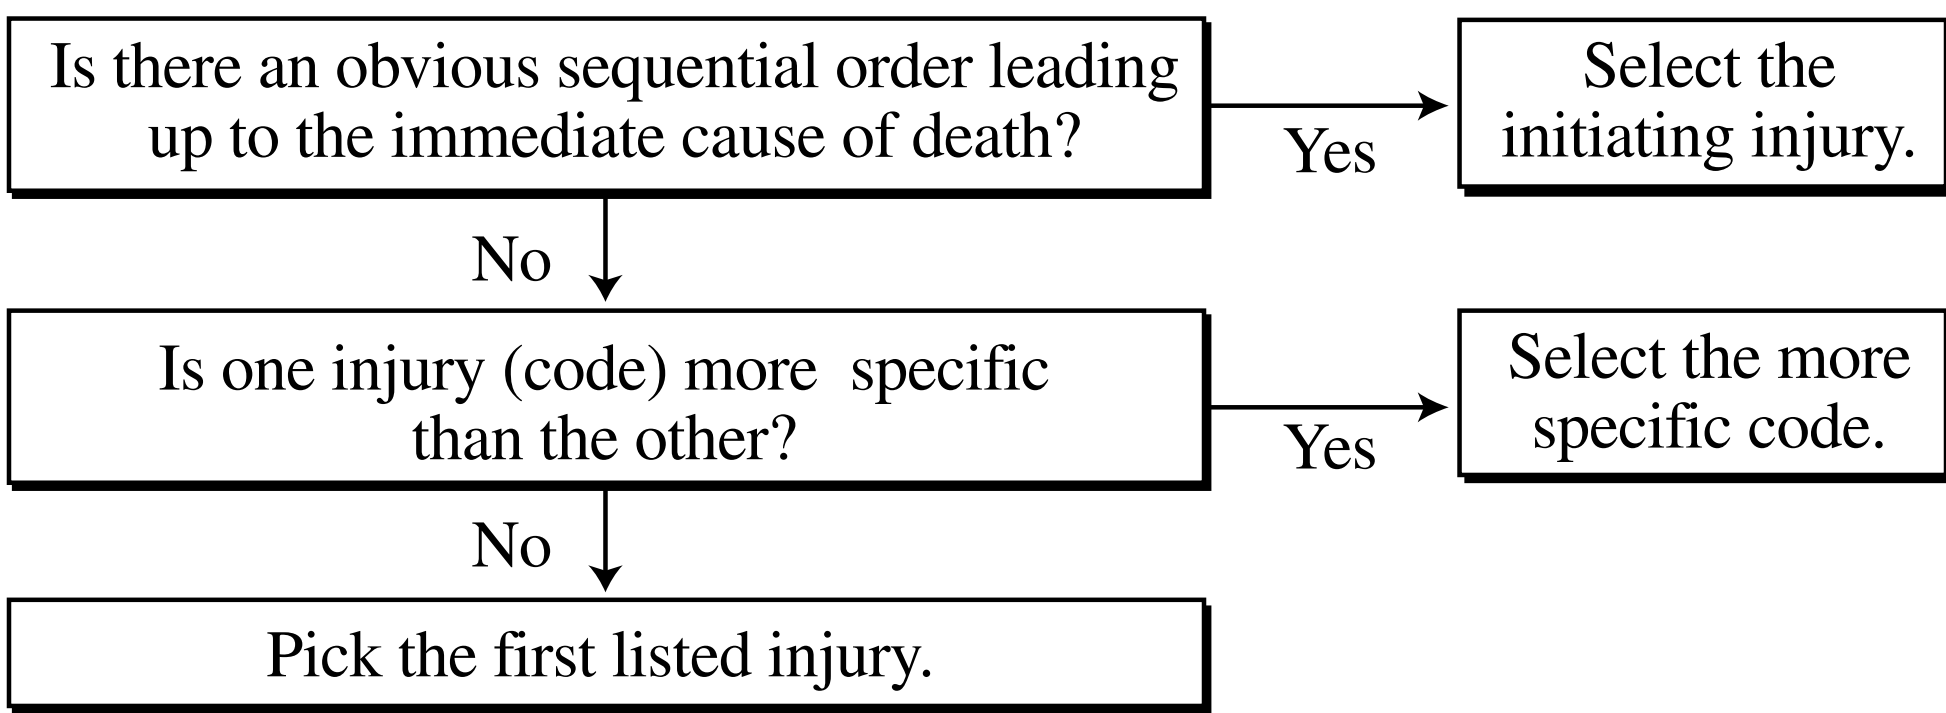 Is there an obvious sequential order leading
up to the immediate cause of death?
Yes
Select the
initiating injury.
No
Is one injury (code) more  specific
than the other?
Yes
Select the more
specific code.
No
Pick the first listed injury.